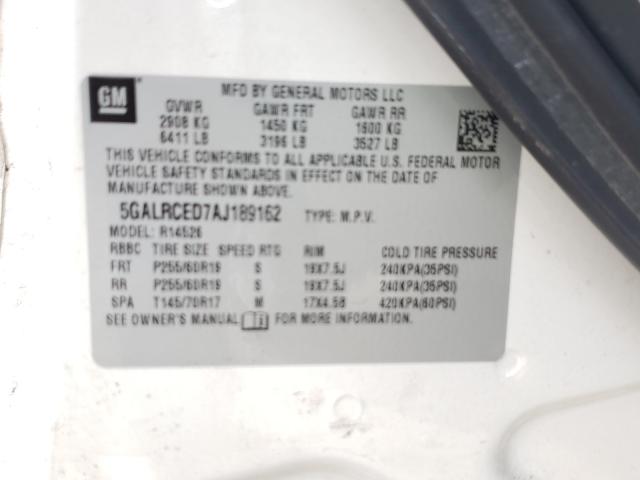 GM
MFD BY GENERAL MOTORS LLC
GVWR GAWR FRT GAWR RR
2908 KG 1450 KG 1600 KG
6411 LB 3196 LB 3527 LB
THIS VEHICLE CONFORMS TO ALL APPLICABLE U.S. FEDERAL MOTOR
VEHICLE SAFETY STANDARDS IN EFFECT ON THE DATE OF
MANUFACTURE SHOWN ABOVE.
5GALRCED7AJ189162 TYPE: M.P.V.
MODEL: R14526
RBBC TIRE SIZE SPEED RTG RIM COLD TIRE PRESSURE
FRT P255/60R19 S 19X7.5J 240KPA(35PSI)
RR P255/60R19 S 19X7.5J 240KPA(35PSI)
SPA T145/70R17 M 17X4.5B 420KPA(60PSI)
SEE OWNER'S MANUAL FOR MORE INFORMATION.